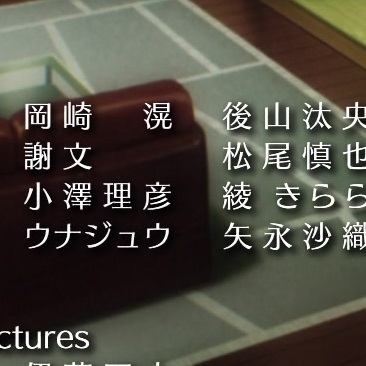 岡崎 滉 後山汰央
謝文 松尾慎也
小澤理彦 綾きらら
ウナジュウ 矢永沙織
ctures